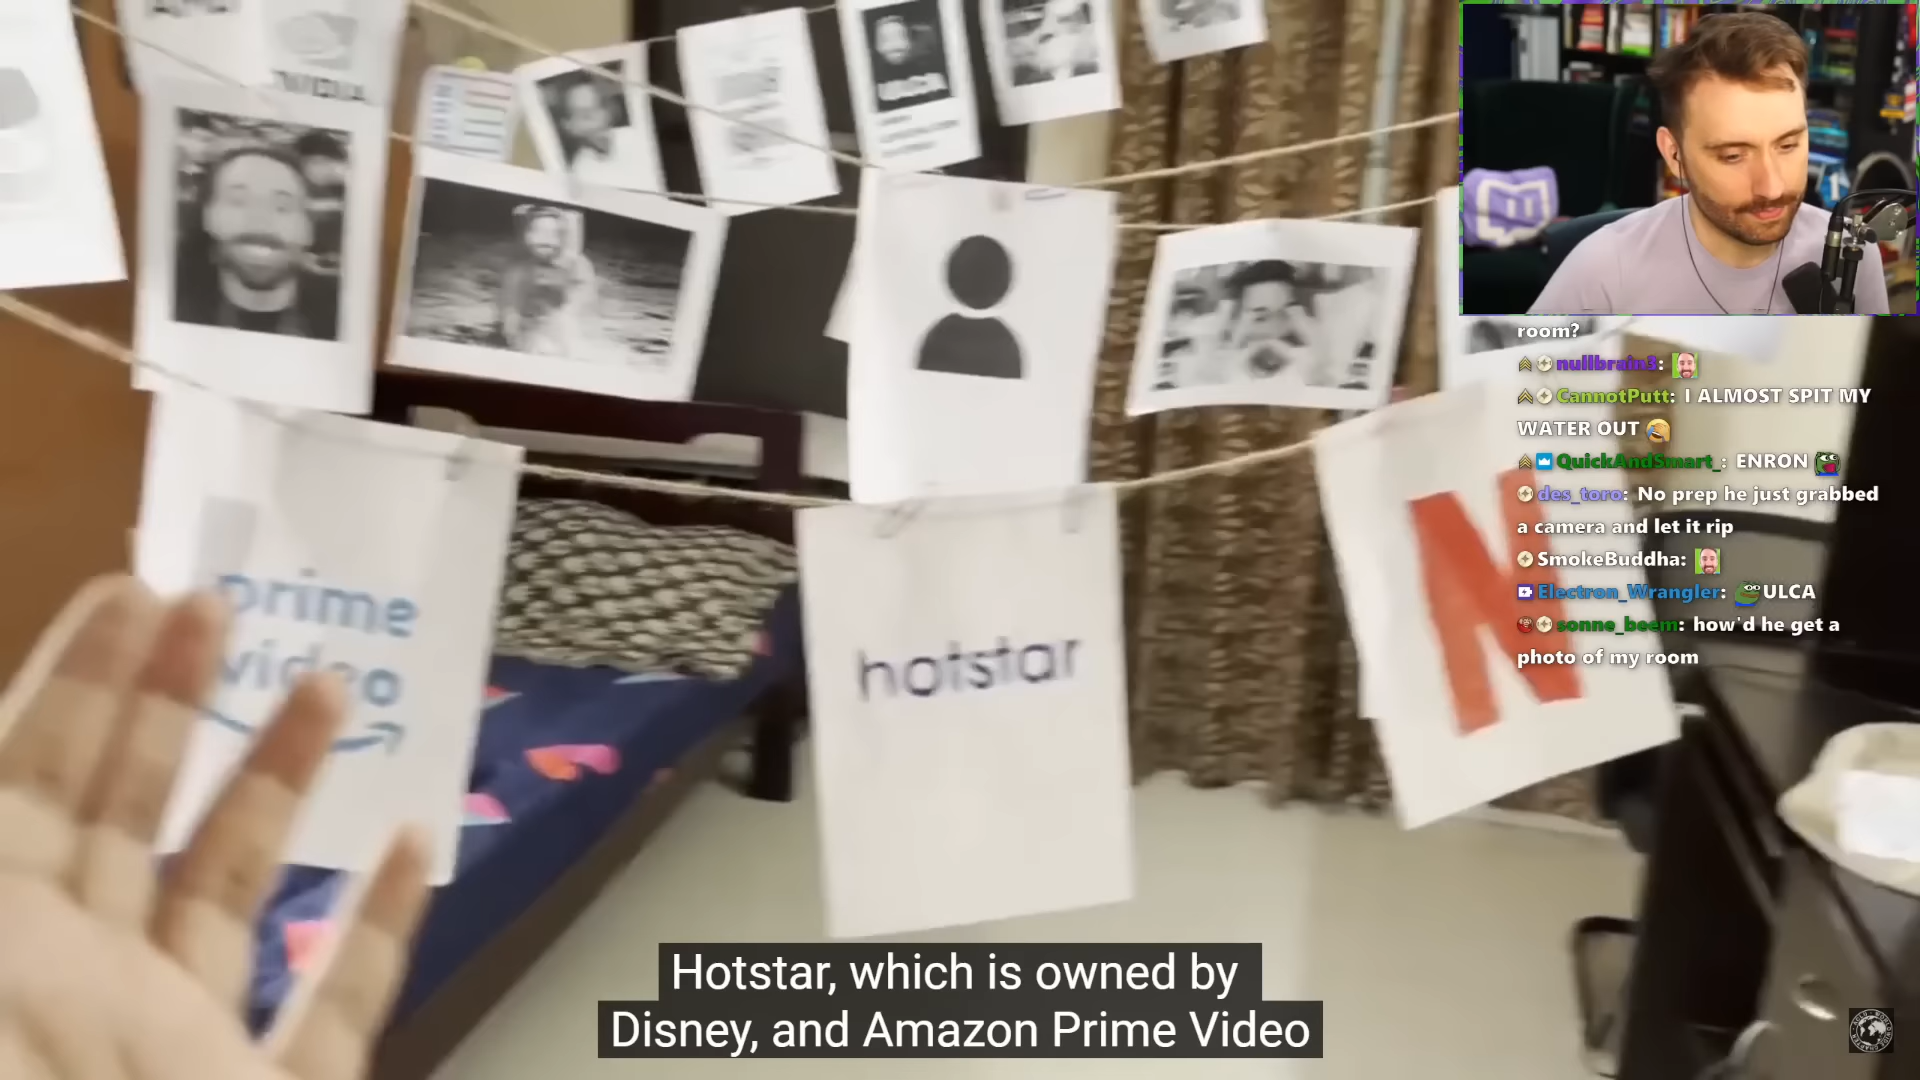 NVIDIA
ULCA
prime
video
hotstar
N
Hotstar, which is owned by
Disney, and Amazon Prime Video
room?
nullbrain3:
CannotPutt: I ALMOST SPIT MY
WATER OUT
QuickAndSmart_: ENRON
des_toro: No prep he just grabbed
a camera and let it rip
SmokeBuddha:
Electron_Wrangler: ULCA
sonne_beem: how'd he get a
photo of my room